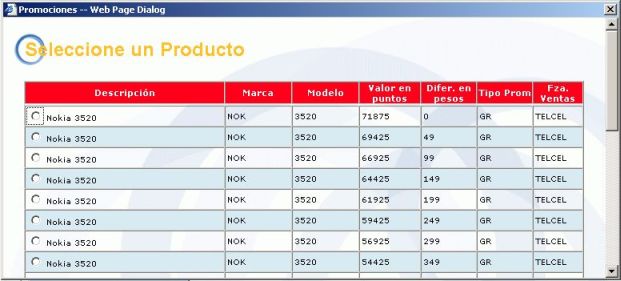 Promociones -- Web Page Dialog
Seleccione un Producto
Descripción Marca Modelo Valor en puntos Difer. en pesos Tipo Prom Fza. Ventas
Nokia 3520 NOK 3520 71875 0 GR TELCEL
Nokia 3520 NOK 3520 69425 49 GR TELCEL
Nokia 3520 NOK 3520 66925 99 GR TELCEL
Nokia 3520 NOK 3520 64425 149 GR TELCEL
Nokia 3520 NOK 3520 61925 199 GR TELCEL
Nokia 3520 NOK 3520 59425 249 GR TELCEL
Nokia 3520 NOK 3520 56925 299 GR TELCEL
Nokia 3520 NOK 3520 54425 349 GR TELCEL